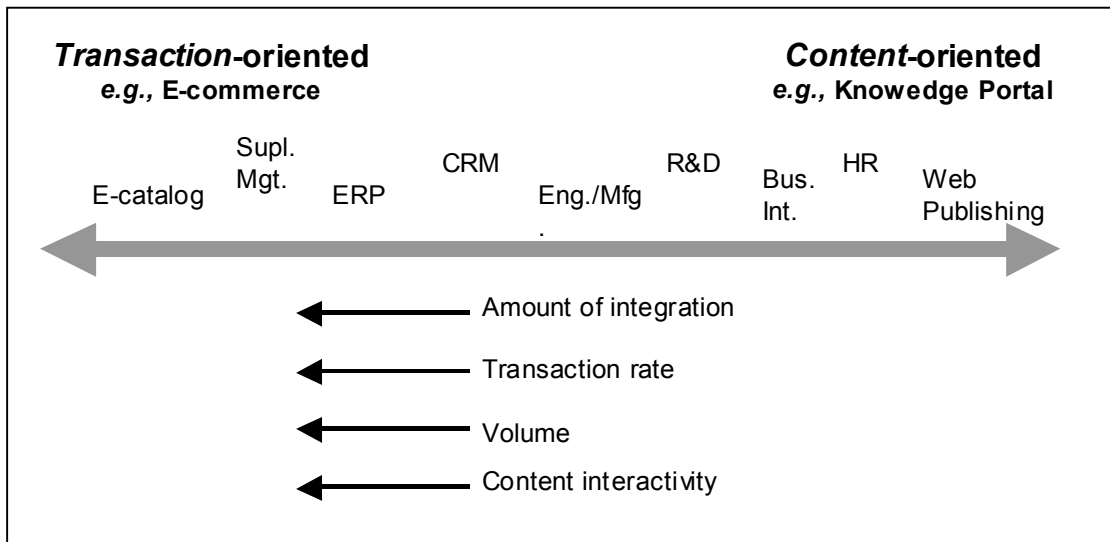 Transaction-oriented
e.g., E-commerce
Content-oriented
e.g., Knowedge Portal
E-catalog
Supl.
Mgt.
ERP
CRM
Eng./Mfg
.
R&D
Bus.
Int.
HR
Web
Publishing
Amount of integration
Transaction rate
Volume
Content interactivity